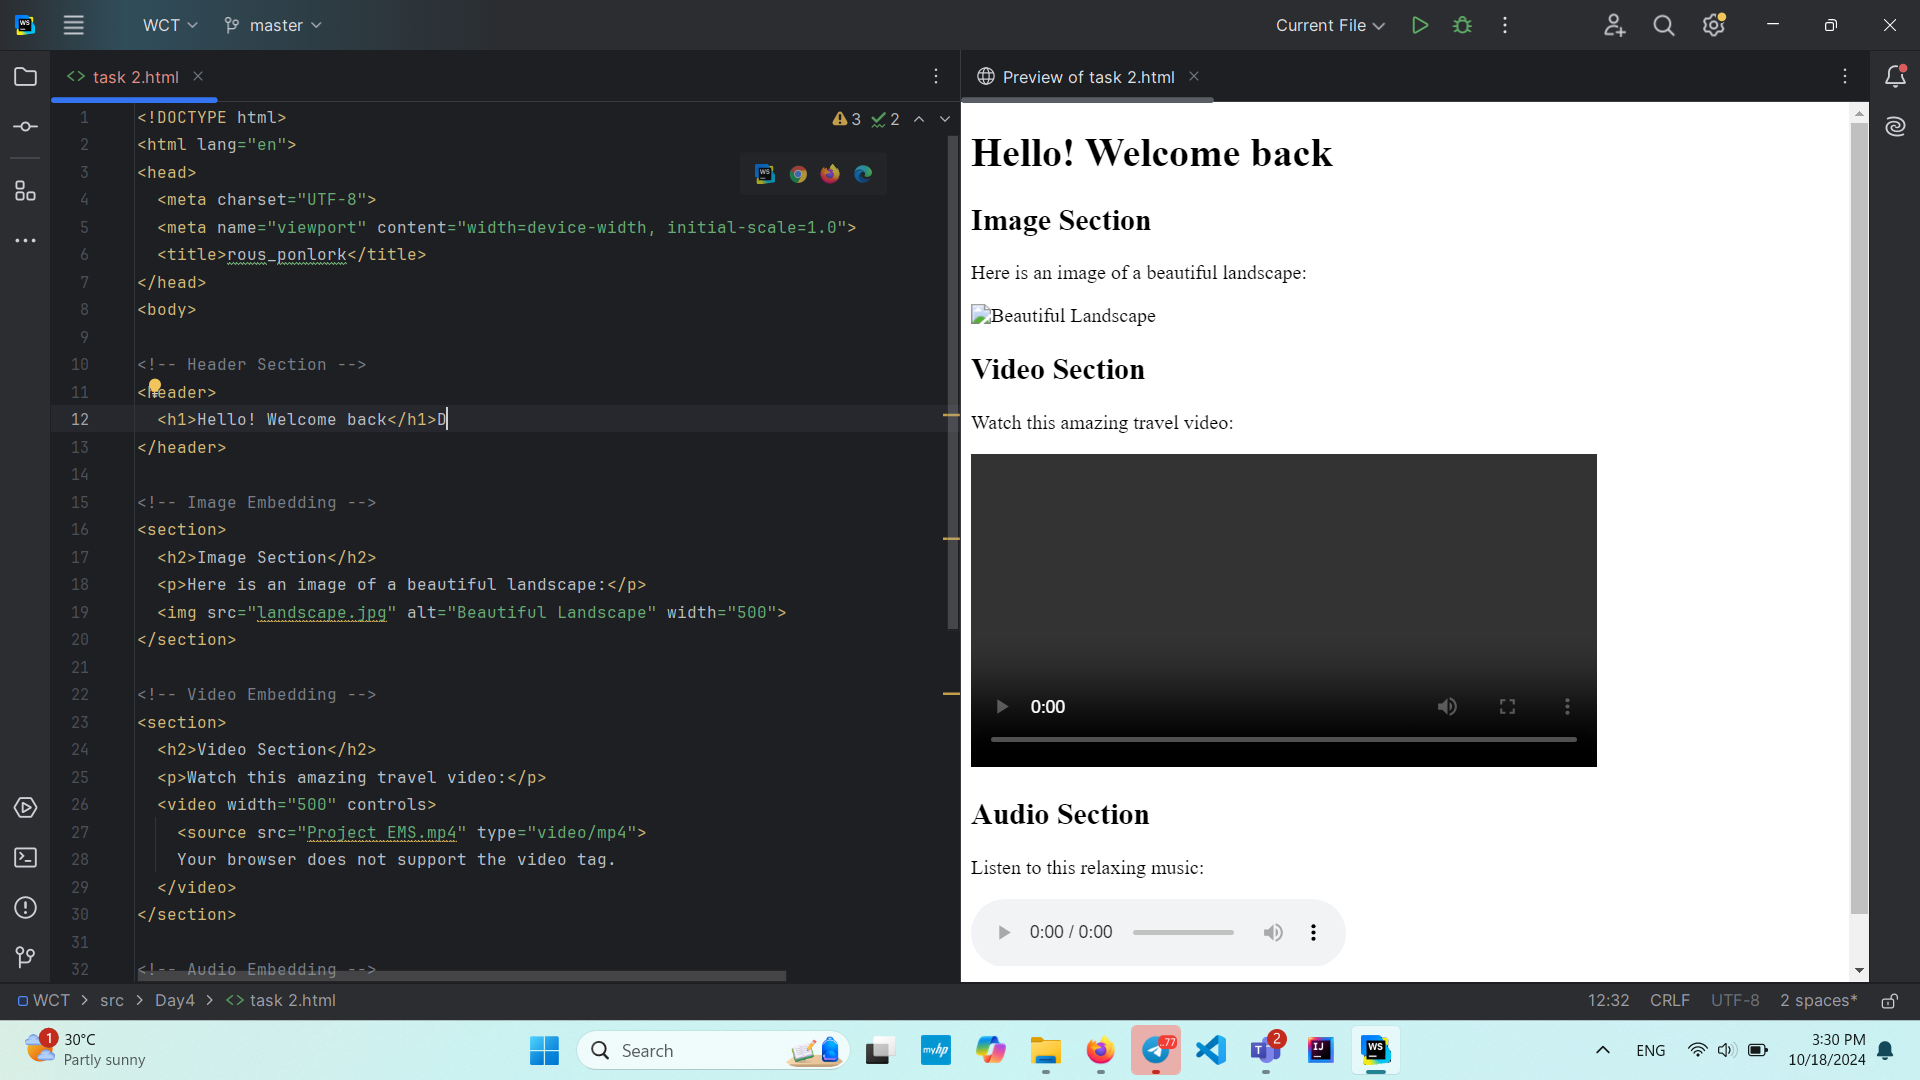 WCT master Current File
task 2.html
Preview of task 2.html
3 2
1 <!DOCTYPE html>
2 <html lang="en">
3 <head>
4 <meta charset="UTF-8">
5 <meta name="viewport" content="width=device-width, initial-scale=1.0">
6 <title>rous_ponlork</title>
7 </head>
8 <body>
9
10 <!-- Header Section -->
11 <header>
12 <h1>Hello! Welcome back</h1>D
13 </header>
14
15 <!-- Image Embedding -->
16 <section>
17 <h2>Image Section</h2>
18 <p>Here is an image of a beautiful landscape:</p>
19 <img src="landscape.jpg" alt="Beautiful Landscape" width="500">
20 </section>
21
22 <!-- Video Embedding -->
23 <section>
24 <h2>Video Section</h2>
25 <p>Watch this amazing travel video:</p>
26 <video width="500" controls>
27 <source src="Project EMS.mp4" type="video/mp4">
28 Your browser does not support the video tag.
29 </video>
30 </section>
31
32 <!-- Audio Embedding -->
Hello! Welcome back
Image Section
Here is an image of a beautiful landscape:
Beautiful Landscape
Video Section
Watch this amazing travel video:
0:00
Audio Section
Listen to this relaxing music:
0:00 / 0:00
WCT > src > Day4 > <> task 2.html
12:32 CRLF UTF-8 2 spaces*
1
30°C
Partly sunny
Search
myhp
.77
2
IJ
WS
ENG
3:30 PM
10/18/2024